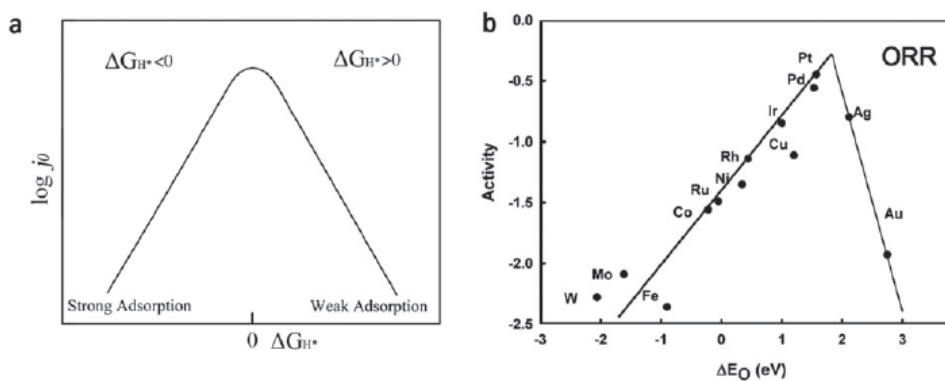 a
ΔG_H*<0
ΔG_H*>0
log j₀
Strong Adsorption
Weak Adsorption
0 ΔG_H*
b
ORR
Activity
0.0
-0.5
-1.0
-1.5
-2.0
-2.5
Pt
Pd
Ir
Ag
Cu
Rh
Ni
Ru
Co
Au
Mo
W
Fe
-3 -2 -1 0 1 2 3
ΔE_O (eV)